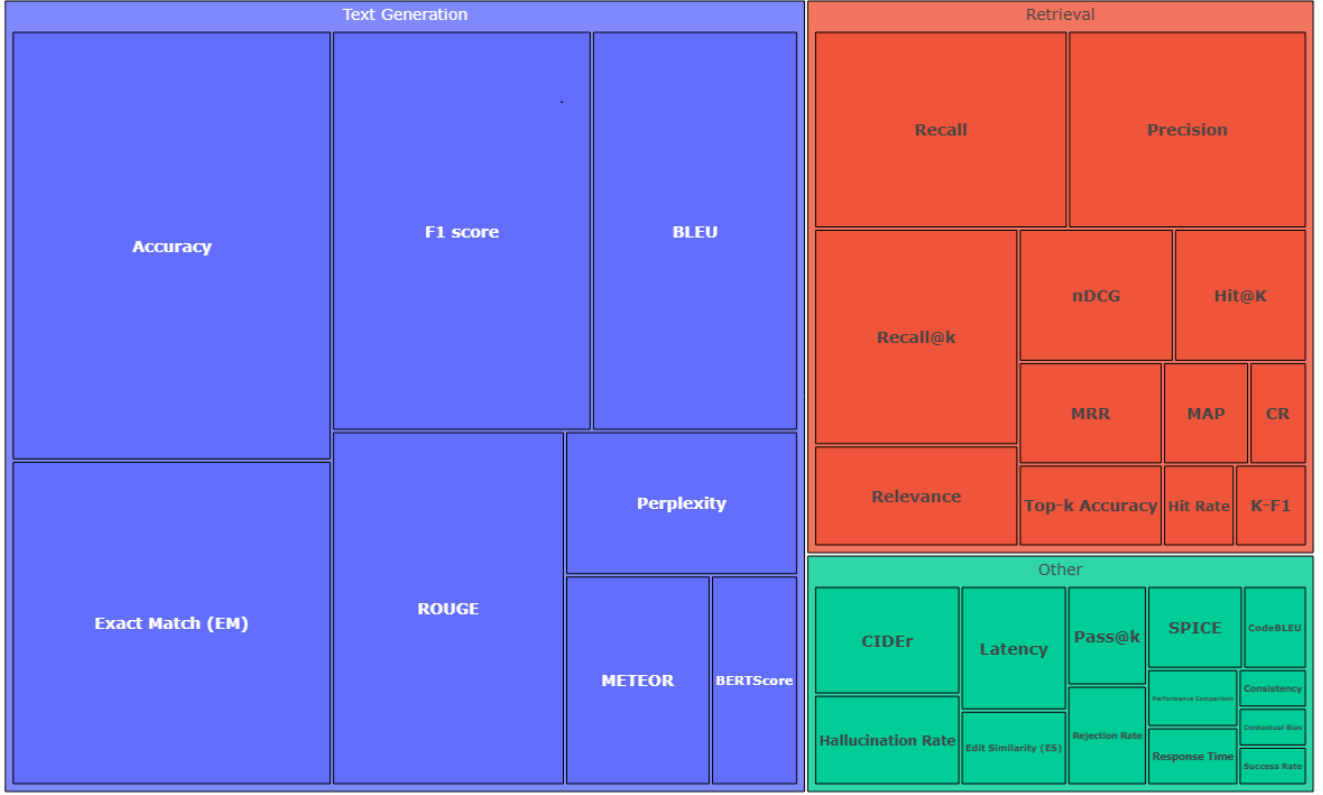 Text Generation
Accuracy
F1 score
BLEU
Exact Match (EM)
ROUGE
Perplexity
METEOR
BERTScore
Retrieval
Recall
Precision
Recall@k
nDCG
Hit@K
MRR
MAP
CR
Relevance
Top-k Accuracy
Hit Rate
K-F1
Other
CIDEr
Latency
Pass@k
SPICE
CodeBLEU
Hallucination Rate
Edit Similarity (ES)
Rejection Rate
Performance Comparison
Consistency
Contextual Bias
Response Time
Success Rate